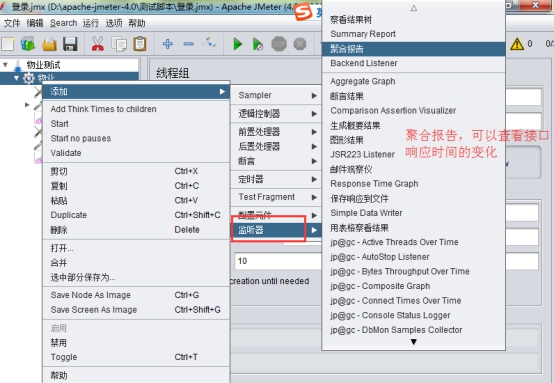 登录.jmx (D:\apache-jmeter-4.0\测试脚本\登录.jmx) - Apache JMeter (4.
文件 编辑 Search 运行 选项 帮助
0/
物业测试
物业
线程组
10
creation until needed
添加
Add Think Times to children
Start
Start no pauses
Validate
剪切 Ctrl+X
复制 Ctrl+C
粘贴 Ctrl+V
Duplicate Ctrl+Shift+C
删除 Delete
打开...
合并
选中部分保存为...
Save Node As Image Ctrl+G
Save Screen As Image Ctrl+Shift+G
启用
禁用
Toggle Ctrl+T
帮助
Sampler
逻辑控制器
前置处理器
后置处理器
断言
定时器
Test Fragment
配置元件
监听器
察看结果树
Summary Report
聚合报告
Backend Listener
Aggregate Graph
断言结果
Comparison Assertion Visualizer
生成概要结果
图形结果
JSR223 Listener
邮件观察仪
Response Time Graph
保存响应到文件
Simple Data Writer
用表格察看结果
jp@gc - Active Threads Over Time
jp@gc - AutoStop Listener
jp@gc - Bytes Throughput Over Time
jp@gc - Composite Graph
jp@gc - Connect Times Over Time
jp@gc - Console Status Logger
jp@gc - DbMon Samples Collector
聚合报告，可以查看接口
响应时间的变化